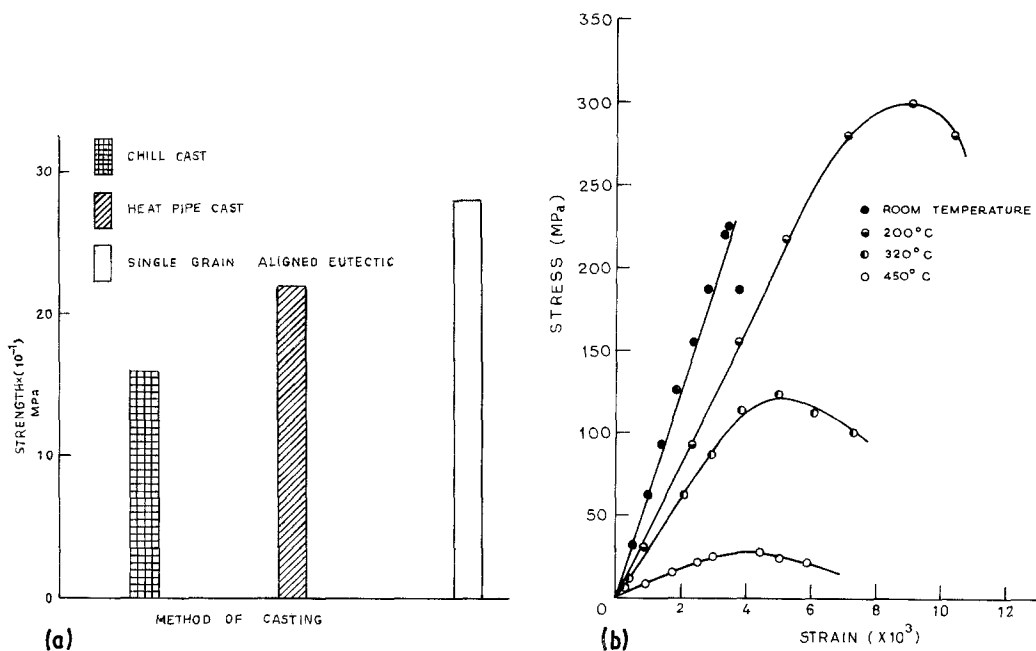 30
20
10
0
STRENGTH×(10⁻¹)
MPa
CHILL CAST
HEAT PIPE CAST
SINGLE GRAIN ALIGNED EUTECTIC
METHOD OF CASTING
(a)
350
300
250
200
150
100
50
0
STRESS (MPa)
ROOM TEMPERATURE
200°C
320°C
450°C
2
4
6
8
10
12
STRAIN (×10³)
(b)